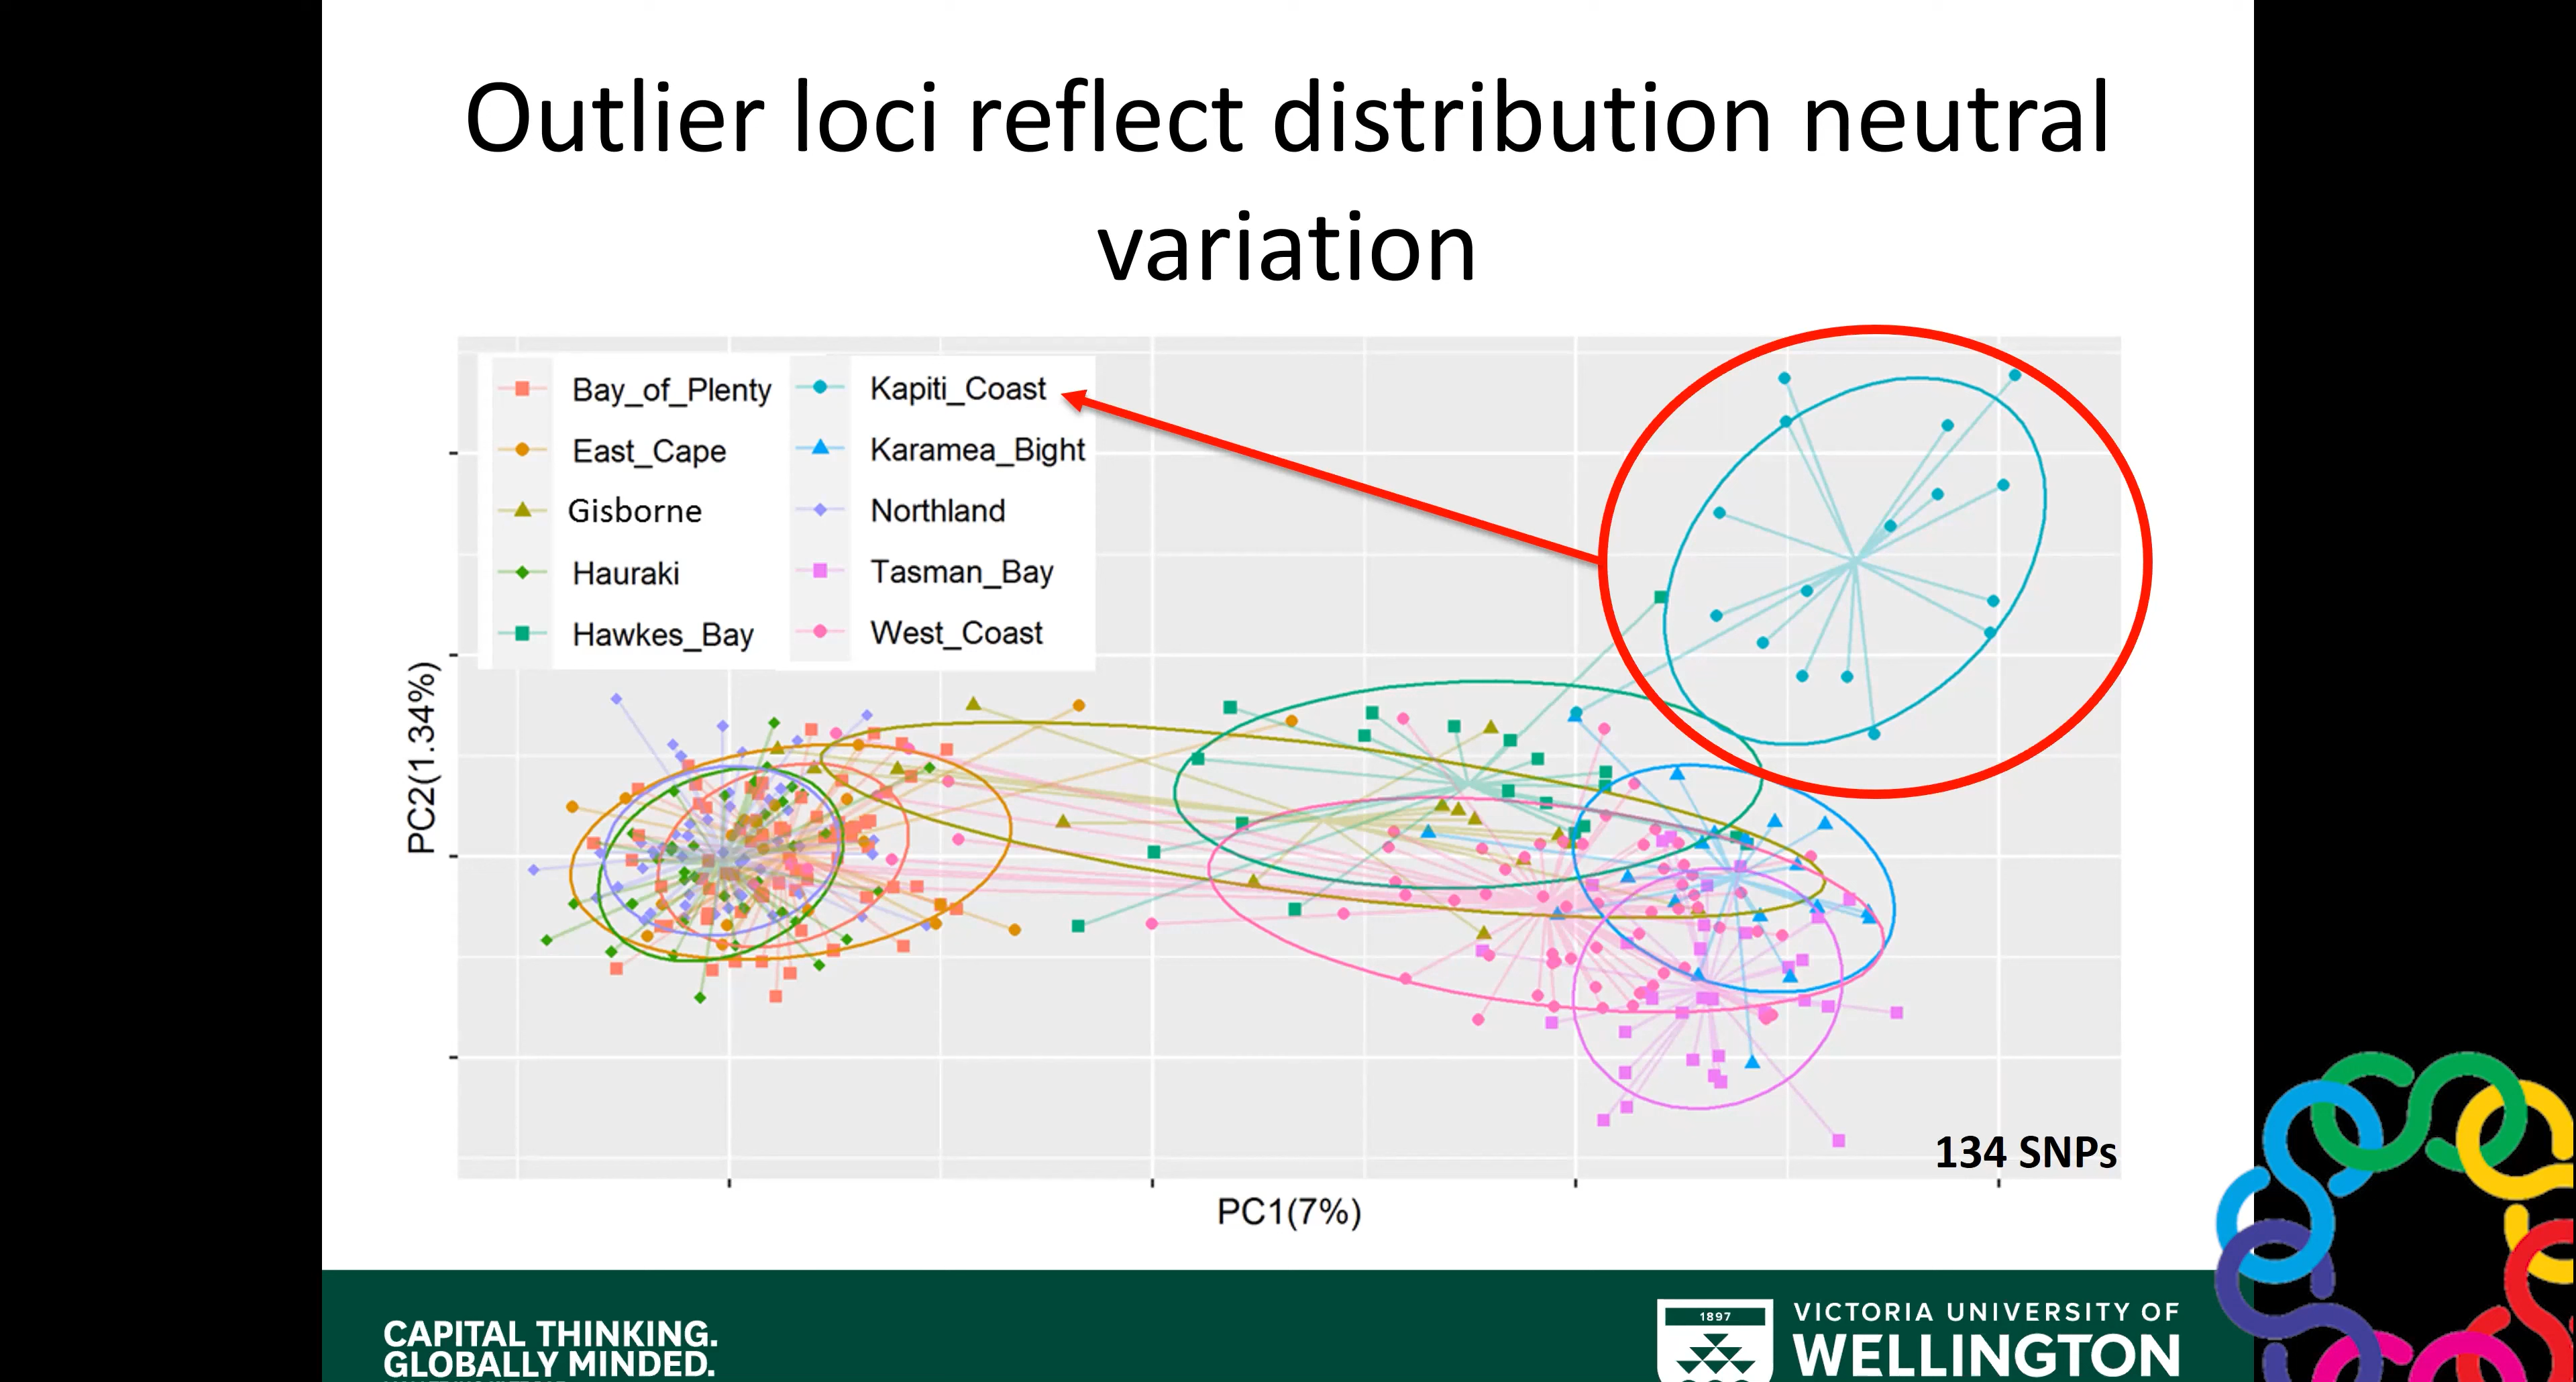 Outlier loci reflect distribution neutral
variation
Bay_of_Plenty
East_Cape
Gisborne
Hauraki
Hawkes_Bay
Kapiti_Coast
Karamea_Bight
Northland
Tasman_Bay
West_Coast
PC2(1.34%)
134 SNPs
PC1(7%)
CAPITAL THINKING.
GLOBALLY MINDED.
1897
VICTORIA UNIVERSITY OF
WELLINGTON